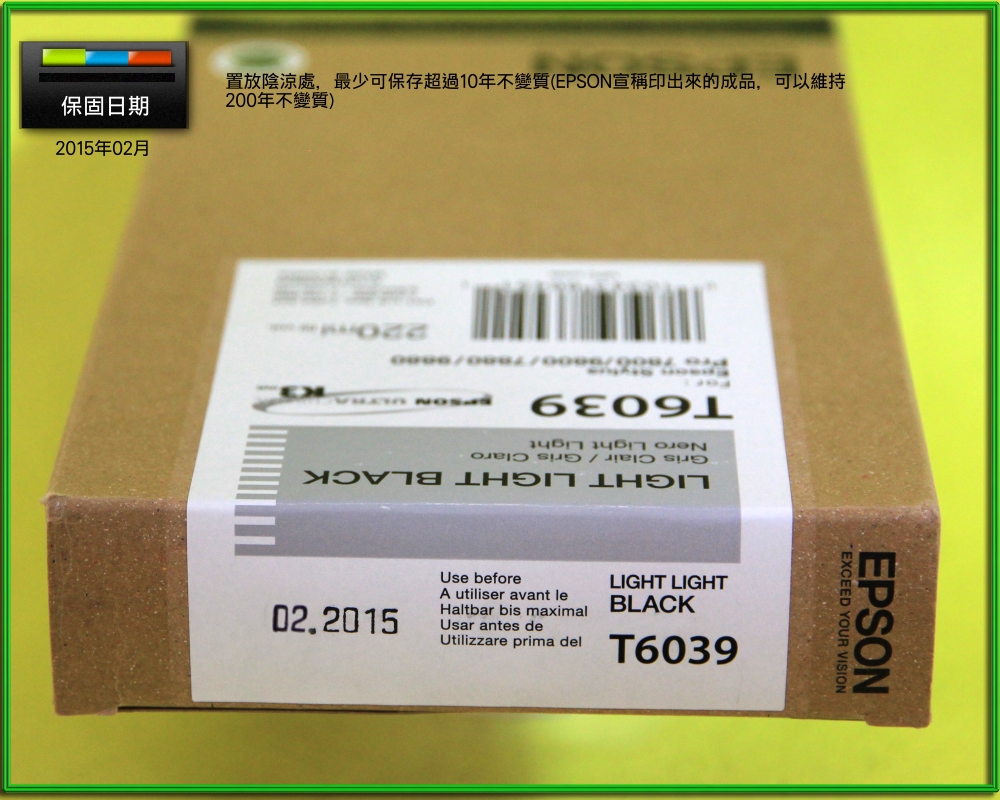 保固日期
2015年02月
置放陰涼處，最少可保存超過10年不變質(EPSON宣稱印出來的成品，可以維持
200年不變質)
EPSON
220ml
Pro 7800/9800/7880/9880
Epson Stylus
For :
EPSON ULTRACHROME K3 INK
T6039
Nero Light Light
Gris Clair / Gris Claro
LIGHT LIGHT BLACK
02.2015
Use before
A utiliser avant le
Haltbar bis maximal
Usar antes de
Utilizzare prima del
LIGHT LIGHT
BLACK
T6039
EPSON
EXCEED YOUR VISION